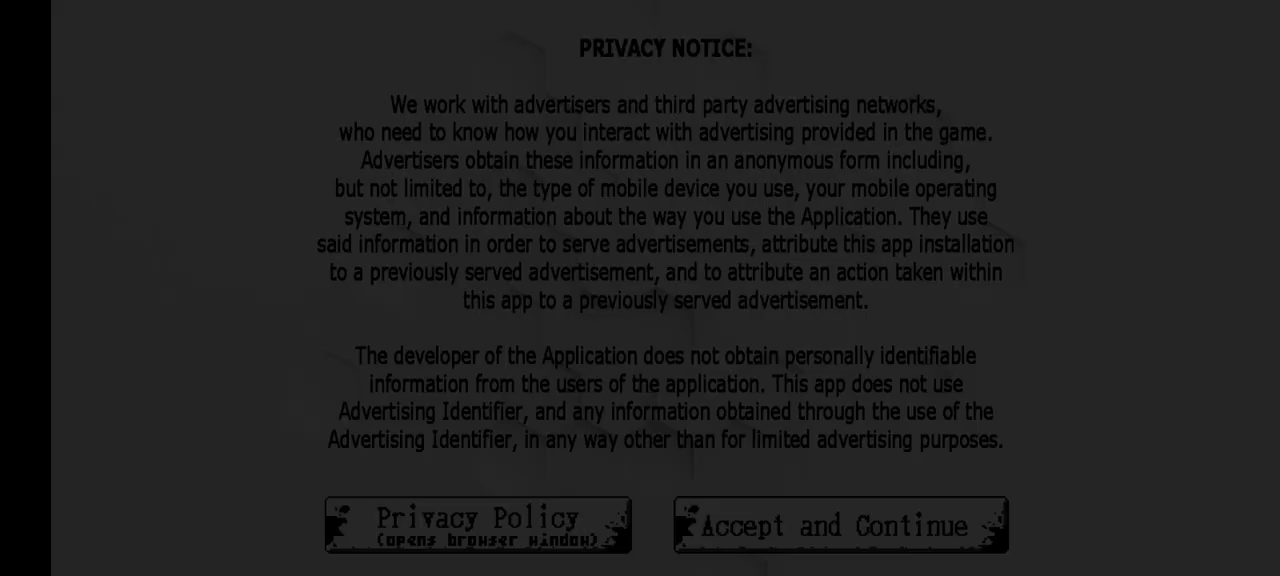 PRIVACY NOTICE:
We work with advertisers and third party advertising networks,
who need to know how you interact with advertising provided in the game.
Advertisers obtain these information in an anonymous form including,
but not limited to, the type of mobile device you use, your mobile operating
system, and information about the way you use the Application. They use
said information in order to serve advertisements, attribute this app installation
to a previously served advertisement, and to attribute an action taken within
this app to a previously served advertisement.
The developer of the Application does not obtain personally identifiable
information from the users of the application. This app does not use
Advertising Identifier, and any information obtained through the use of the
Advertising Identifier, in any way other than for limited advertising purposes.
Privacy Policy
(opens browser window)
Accept and Continue